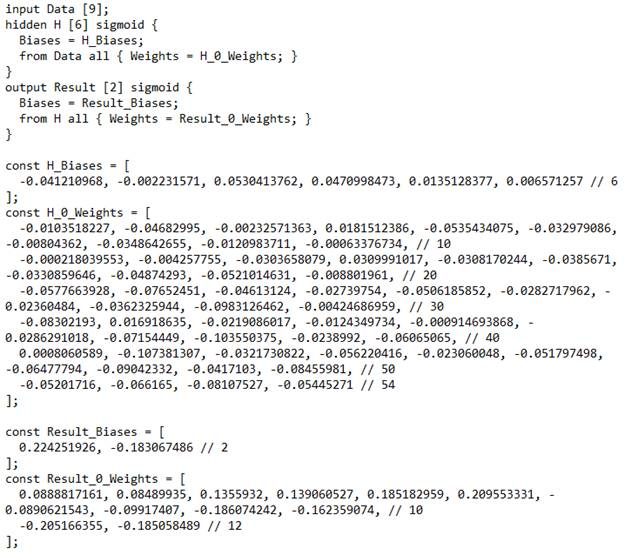 input Data [9];
hidden H [6] sigmoid {
  Biases = H_Biases;
  from Data all { Weights = H_0_Weights; }
}
output Result [2] sigmoid {
  Biases = Result_Biases;
  from H all { Weights = Result_0_Weights; }
}

const H_Biases = [
  -0.041210968, -0.002231571, 0.0530413762, 0.0470998473, 0.0135128377, 0.006571257 // 6
];
const H_0_Weights = [
  -0.0103518227, -0.04682995, -0.00232571363, 0.0181512386, -0.0535434075, -0.032979086,
-0.00804362, -0.0348642655, -0.0120983711, -0.00063376734, // 10
  -0.000218039553, -0.004257755, -0.0303658079, 0.0309991017, -0.0308170244, -0.0385671,
-0.0330859646, -0.04874293, -0.0521014631, -0.008801961, // 20
  -0.0577663928, -0.07652451, -0.04613124, -0.02739754, -0.0506185852, -0.0282717962, -
0.02360484, -0.0362325944, -0.0983126462, -0.00424686959, // 30
  -0.08302193, 0.016918635, -0.0219086017, -0.0124349734, -0.000914693868, -
0.0286291018, -0.07154449, -0.103550375, -0.0238992, -0.06065065, // 40
  0.0008060589, -0.107381307, -0.0321730822, -0.056220416, -0.023060048, -0.051797498,
-0.06477794, -0.09042332, -0.0417103, -0.08455981, // 50
  -0.05201716, -0.066165, -0.08107527, -0.05445271 // 54
];

const Result_Biases = [
  0.224251926, -0.183067486 // 2
];
const Result_0_Weights = [
  0.0888817161, 0.08489935, 0.1355932, 0.139060527, 0.185182959, 0.209553331, -
0.0890621543, -0.09917407, -0.186074242, -0.162359074, // 10
  -0.205166355, -0.185058489 // 12
];